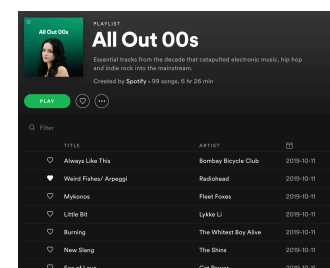 All Out 00s
PLAYLIST
All Out 00s
Essential tracks from the decade that catapulted electronic music, hip hop
and indie rock into the mainstream.
Created by Spotify • 99 songs, 6 hr 26 min
PLAY
Filter
TITLE ARTIST
Always Like This Bombay Bicycle Club 2019-10-11
Weird Fishes/ Arpeggi Radiohead 2019-10-11
Mykonos Fleet Foxes 2019-10-11
Little Bit Lykke Li 2019-10-11
Burning The Whitest Boy Alive 2019-10-11
New Slang The Shins 2019-10-11